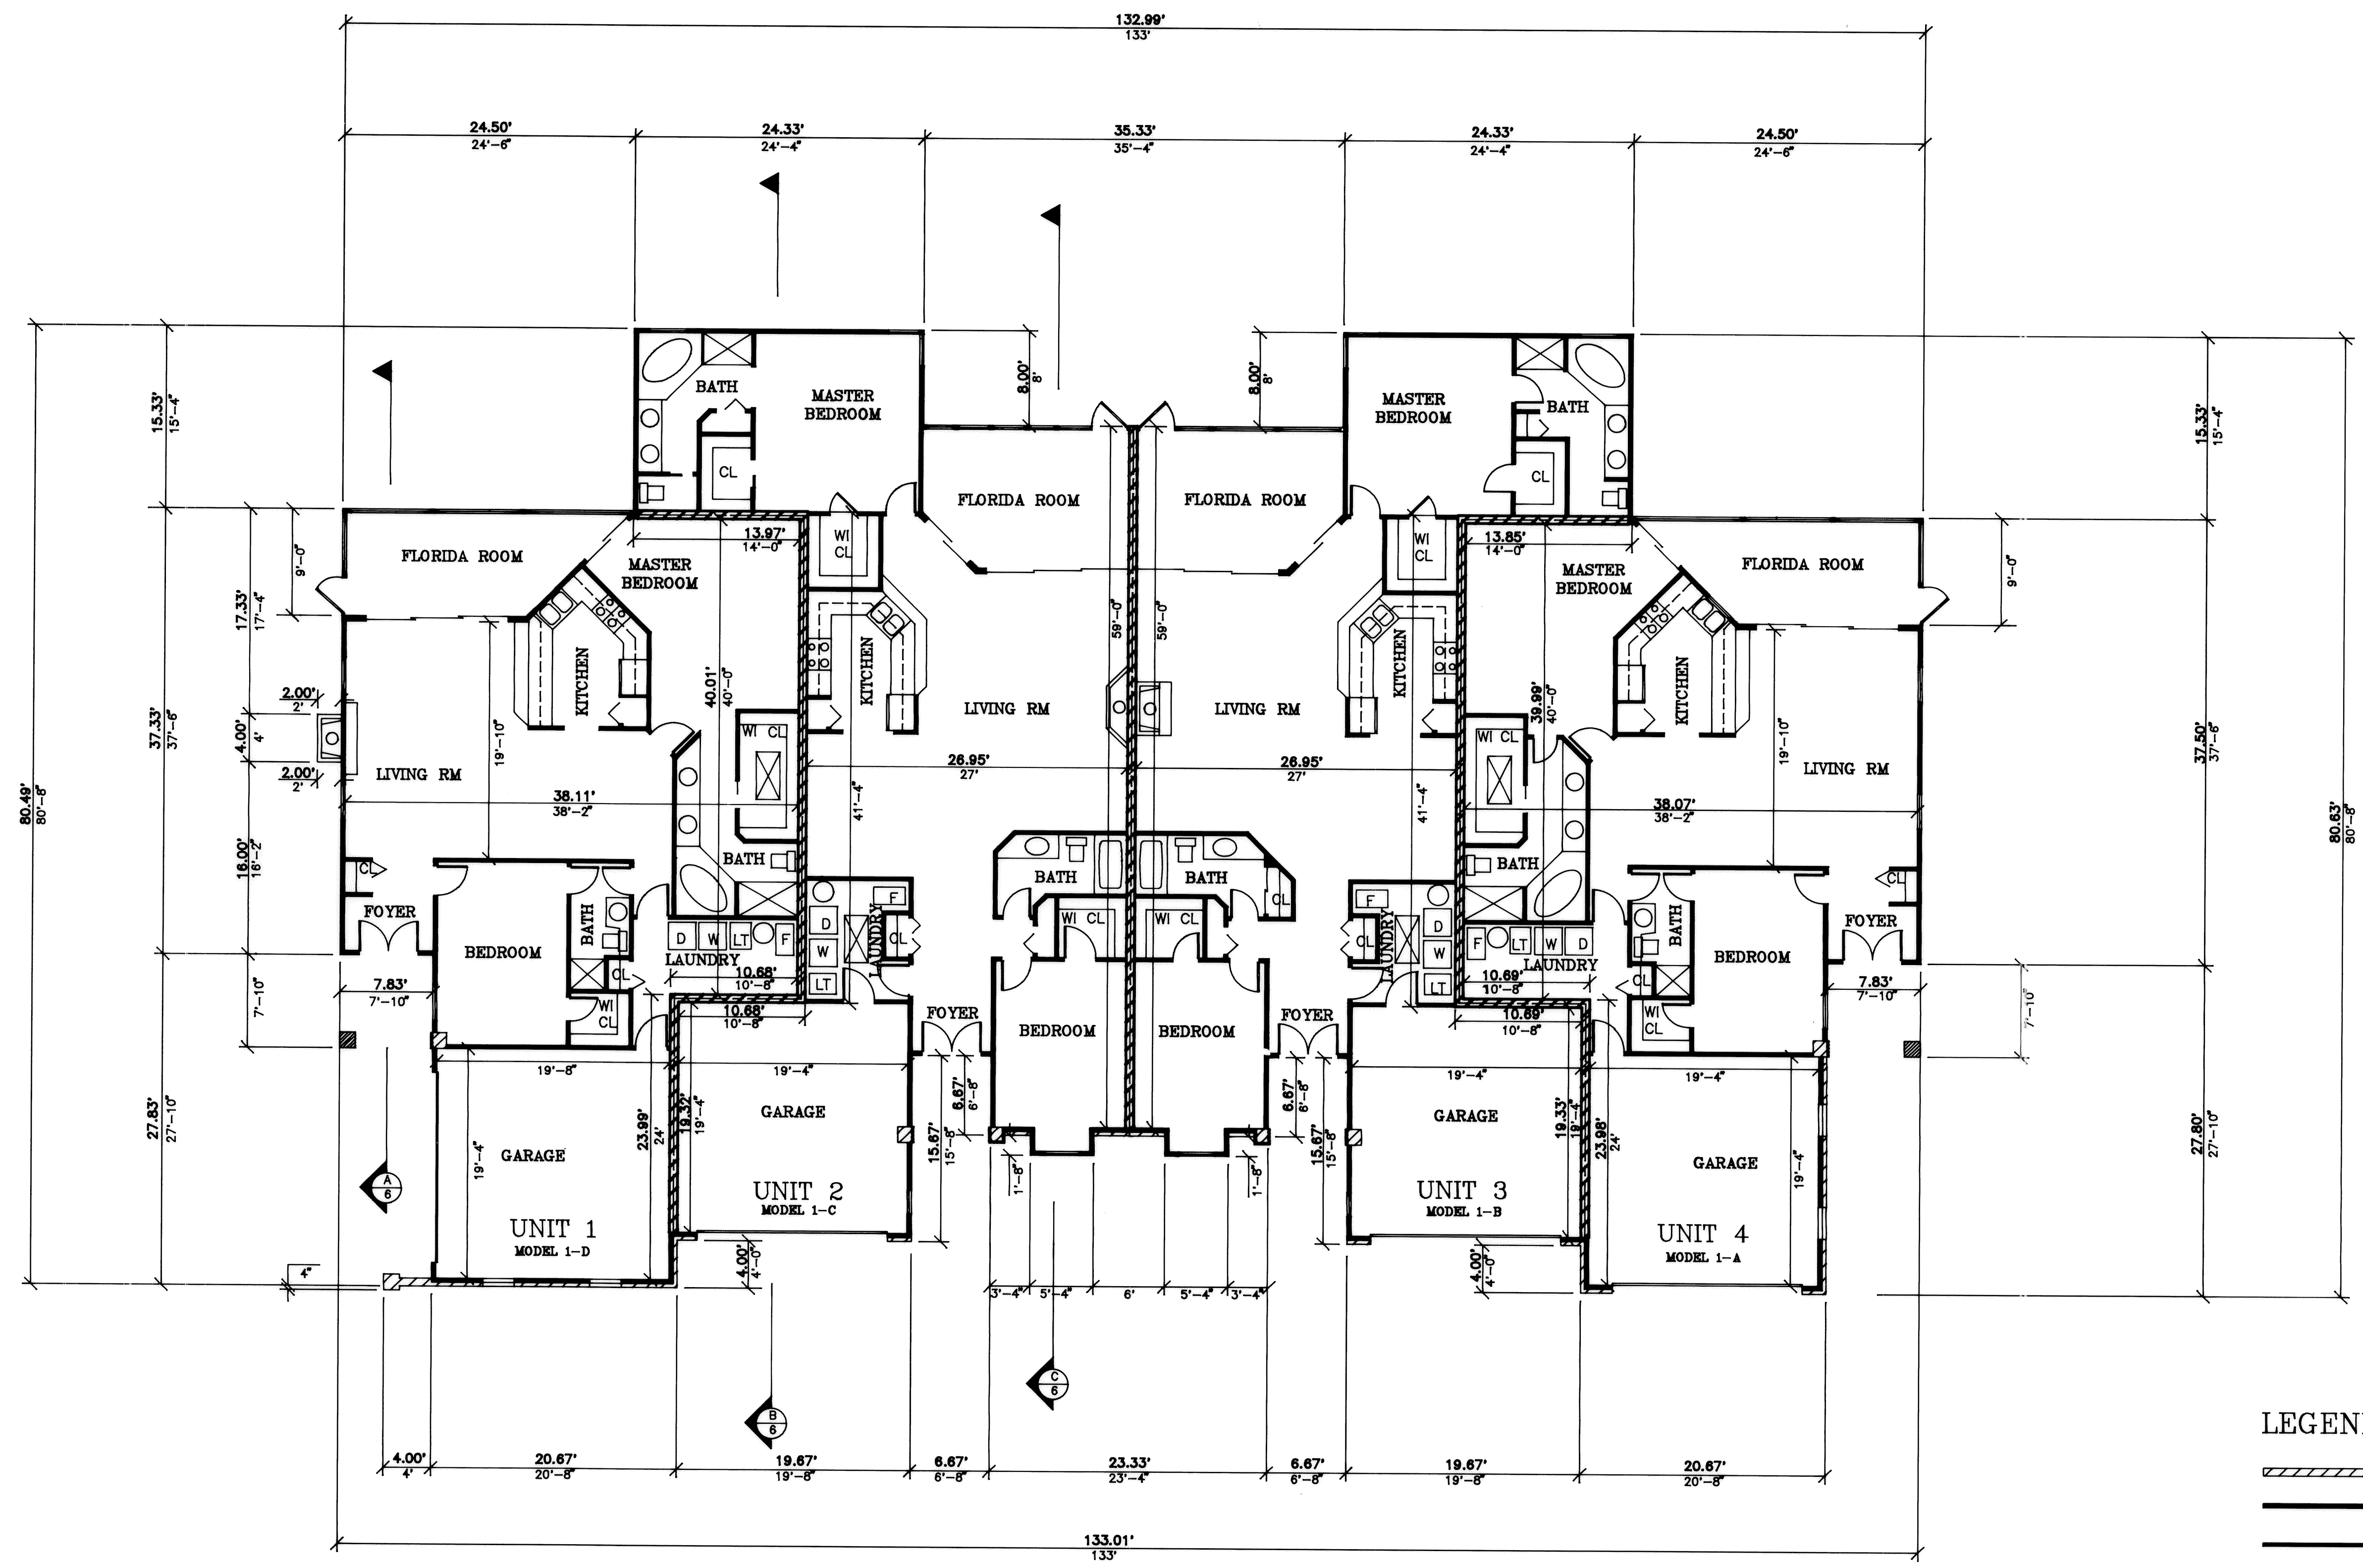 132.99'
133'
24.50'
24'-6"
24.33'
24'-4"
35.33'
35'-4"
24.33'
24'-4"
24.50'
24'-6"
80.49'
80'-8"
15.33'
15'-4"
37.33'
37'-6"
27.83'
27'-10"
17.33'
17'-4"
4.00'
4'
16.00'
16'-2"
7'-10"
9'-0"
2.00'
2'
2.00'
2'
4"
FLORIDA ROOM
MASTER
BEDROOM
KITCHEN
LIVING RM
19'-10"
38.11'
38'-2"
40.01'
40'-0"
13.97'
14'-0"
WI CL
BATH
CL
FOYER
7.83'
7'-10"
BEDROOM
BATH
CL
WI
CL
D
W
LT
F
LAUNDRY
10.68'
10'-8"
10.68'
10'-8"
19'-8"
19'-4"
23.99'
24'
GARAGE
UNIT 1
MODEL 1-D
A
6
BATH
MASTER
BEDROOM
CL
8.00'
8'
FLORIDA ROOM
WI
CL
KITCHEN
LIVING RM
59'-0"
26.95'
27'
41'-4"
BATH
WI CL
F
D
W
LT
LAUNDRY
CL
FOYER
BEDROOM
19'-4"
19.32'
19'-4"
GARAGE
UNIT 2
MODEL 1-C
4.00'
4'-0"
15.67'
15'-8"
6.67'
6'-8"
1'-8"
B
6
C
6
8.00'
8'
MASTER
BEDROOM
BATH
CL
FLORIDA ROOM
WI
CL
KITCHEN
LIVING RM
59'-0"
26.95'
27'
41'-4"
BATH
CL
WI CL
F
D
W
LT
LAUNDRY
CL
FOYER
BEDROOM
6.67'
6'-8"
15.67'
15'-8"
1'-8"
19'-4"
19.33'
19'-4"
GARAGE
UNIT 3
MODEL 1-B
4.00'
4'-0"
3'-4"
5'-4"
6'
5'-4"
3'-4"
13.85'
14'-0"
MASTER
BEDROOM
FLORIDA ROOM
9'-0"
KITCHEN
LIVING RM
19'-10"
38.07'
38'-2"
39.99'
40'-0"
WI CL
BATH
F
LT
W
D
LAUNDRY
10.69'
10'-8"
10.69'
10'-8"
BATH
CL
WI
CL
BEDROOM
CL
FOYER
7.83'
7'-10"
7'-10"
19'-4"
23.98'
24'
19'-4"
GARAGE
UNIT 4
MODEL 1-A
15.33'
15'-4"
37.50'
37'-6"
27.80'
27'-10"
80.63'
80'-8"
4.00'
4'
20.67'
20'-8"
19.67'
19'-8"
6.67'
6'-8"
23.33'
23'-4"
6.67'
6'-8"
19.67'
19'-8"
20.67'
20'-8"
133.01'
133'